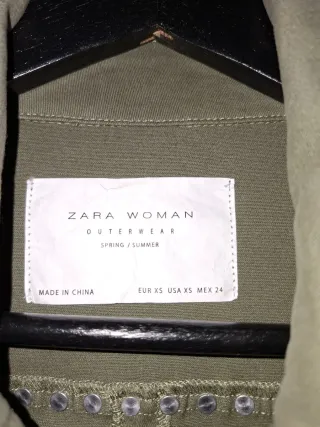 ZARA WOMAN
OUTERWEAR
SPRING / SUMMER
MADE IN CHINA
EUR XS USA XS MEX 24